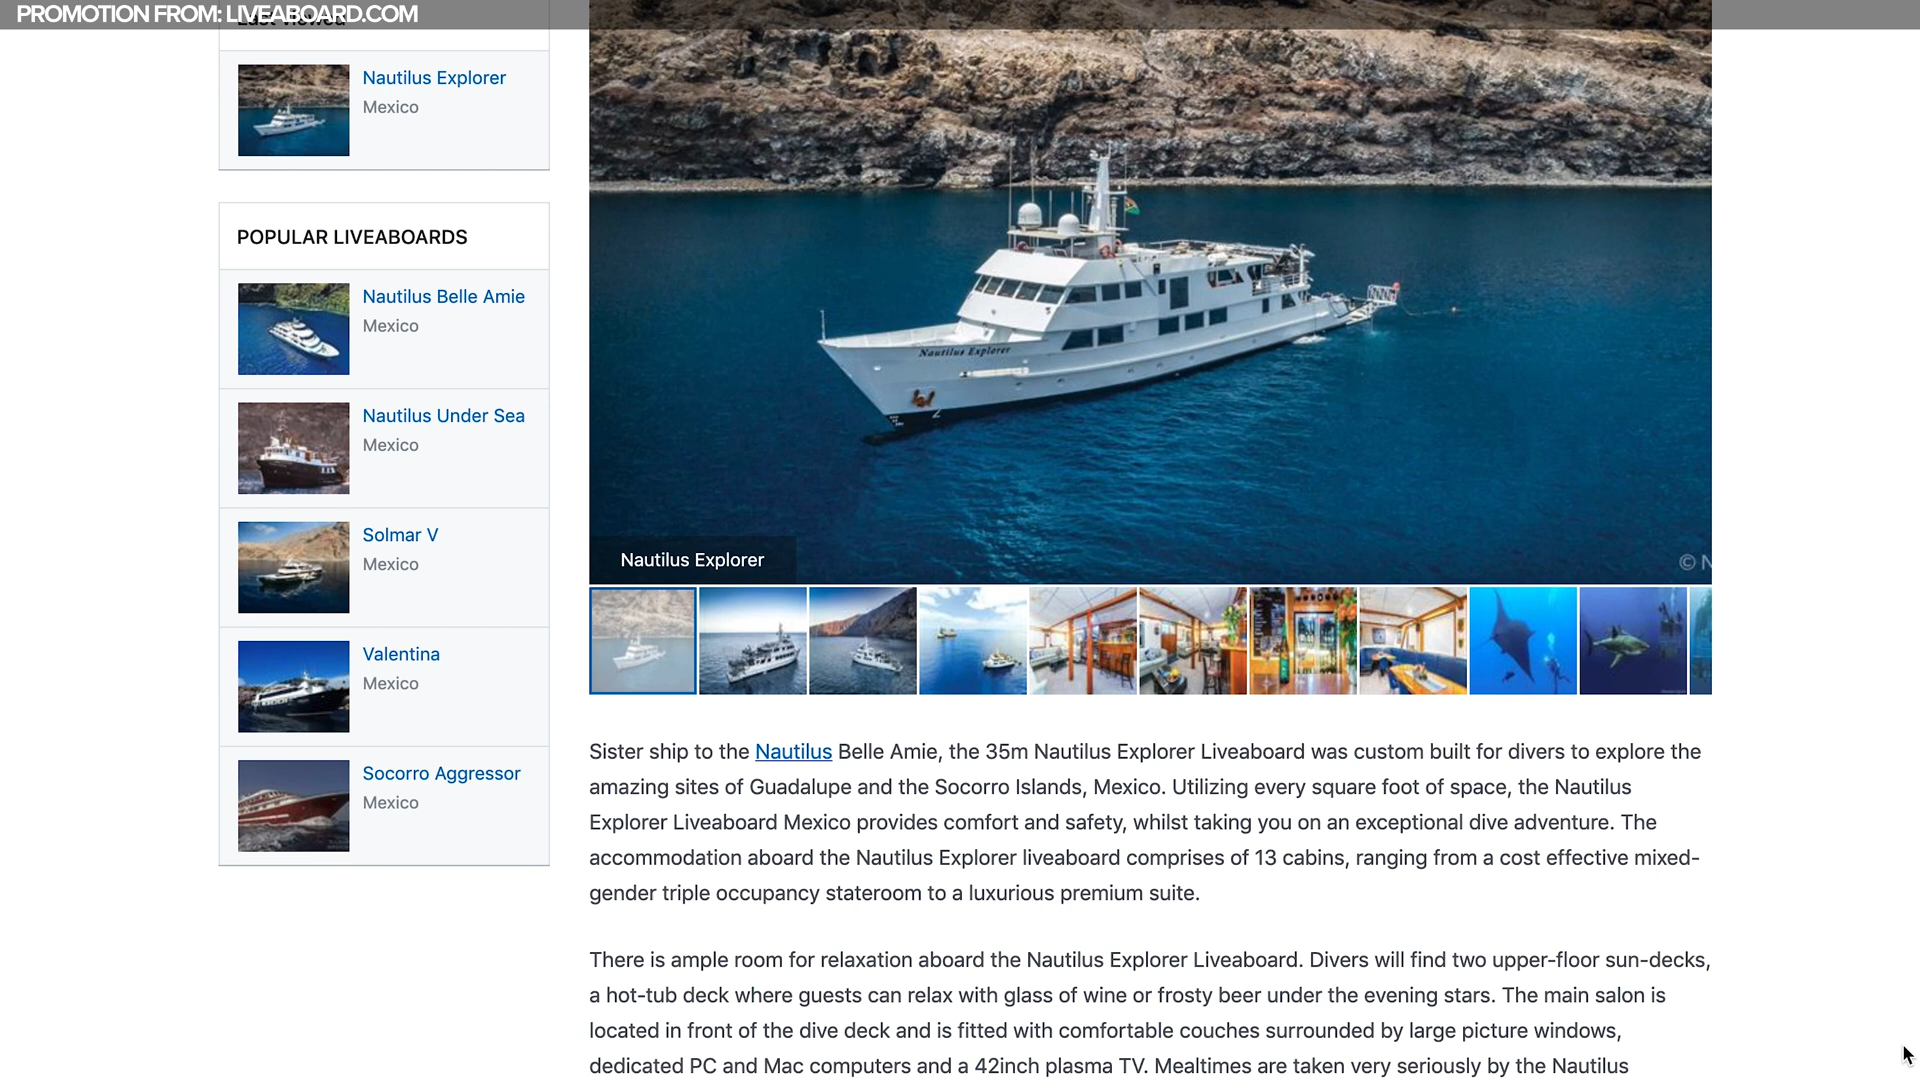 PROMOTION FROM: LIVEABOARD.COM
Last viewed
Nautilus Explorer
Mexico
POPULAR LIVEABOARDS
Nautilus Belle Amie
Mexico
Nautilus Under Sea
Mexico
Solmar V
Mexico
Valentina
Mexico
Socorro Aggressor
Mexico
Nautilus Explorer
Nautilus Explorer
© N
Sister ship to the Nautilus Belle Amie, the 35m Nautilus Explorer Liveaboard was custom built for divers to explore the
amazing sites of Guadalupe and the Socorro Islands, Mexico. Utilizing every square foot of space, the Nautilus
Explorer Liveaboard Mexico provides comfort and safety, whilst taking you on an exceptional dive adventure. The
accommodation aboard the Nautilus Explorer liveaboard comprises of 13 cabins, ranging from a cost effective mixed-
gender triple occupancy stateroom to a luxurious premium suite.
There is ample room for relaxation aboard the Nautilus Explorer Liveaboard. Divers will find two upper-floor sun-decks,
a hot-tub deck where guests can relax with glass of wine or frosty beer under the evening stars. The main salon is
located in front of the dive deck and is fitted with comfortable couches surrounded by large picture windows,
dedicated PC and Mac computers and a 42inch plasma TV. Mealtimes are taken very seriously by the Nautilus